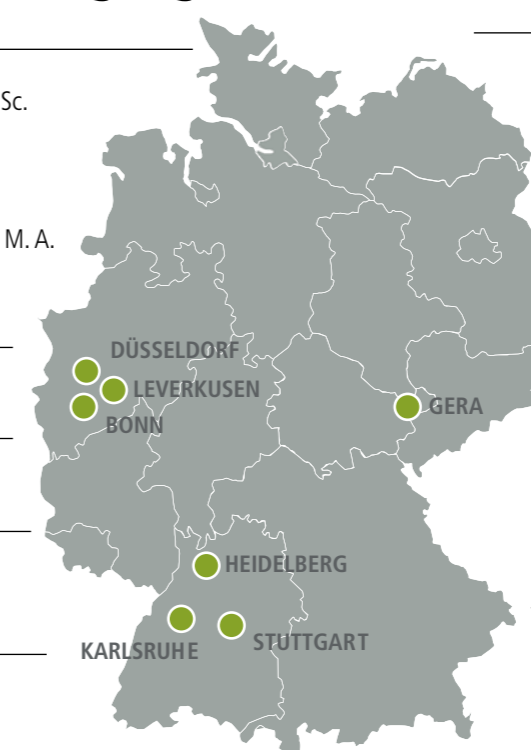 Sc.
M. A.
DÜSSELDORF
LEVERKUSEN
BONN
GERA
HEIDELBERG
KARLSRUHE
STUTTGART